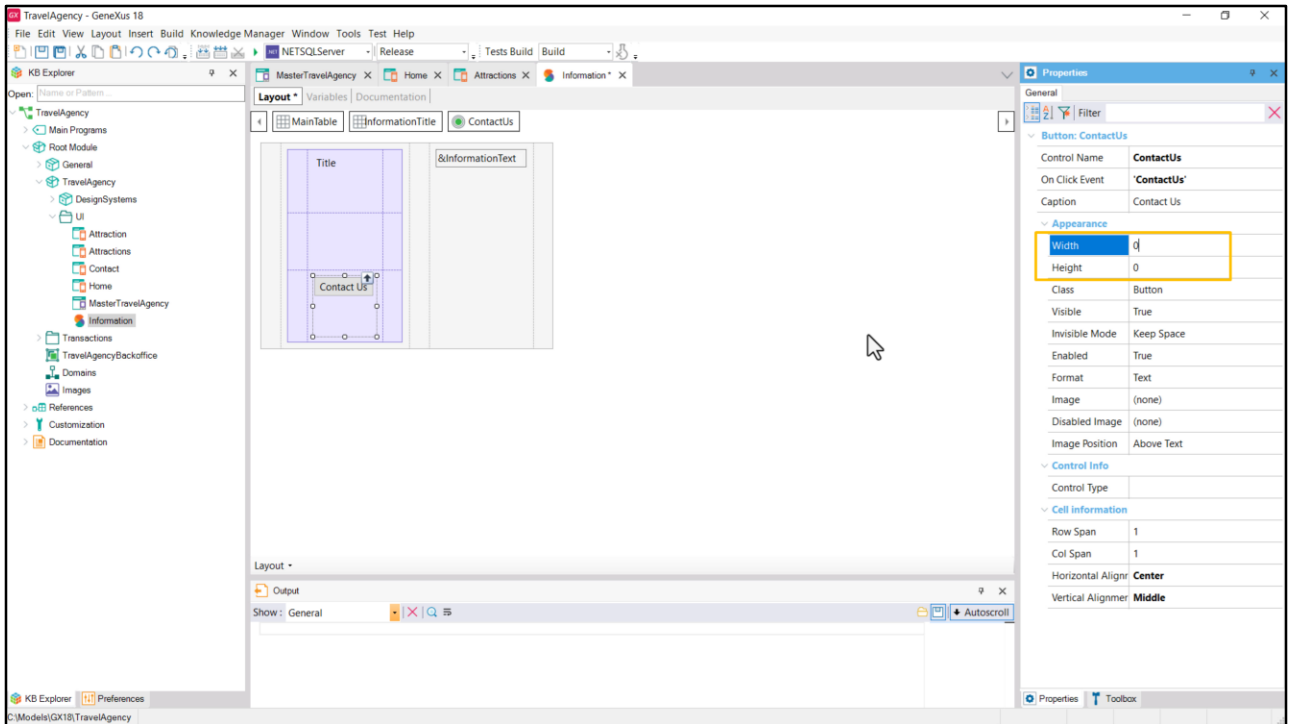 TravelAgency - GeneXus 18
File Edit View Layout Insert Build Knowledge Manager Window Tools Test Help
NETSQLServer Release Tests Build Build
KB Explorer
Open: Name or Pattern ...
TravelAgency
Main Programs
Root Module
General
TravelAgency
DesignSystems
UI
Attraction
Attractions
Contact
Home
MasterTravelAgency
Information
Transactions
TravelAgencyBackoffice
Domains
Images
References
Customization
Documentation
KB Explorer Preferences
C:\Models\GX18\TravelAgency
MasterTravelAgency X Home X Attractions X Information * X
Layout * Variables Documentation
MainTable InformationTitle ContactUs
Title &InformationText
Contact Us
Layout
Output
Show: General Autoscroll
Properties
General
Filter
Button: ContactUs
Control Name ContactUs
On Click Event 'ContactUs'
Caption Contact Us
Appearance
Width 0
Height 0
Class Button
Visible True
Invisible Mode Keep Space
Enabled True
Format Text
Image (none)
Disabled Image (none)
Image Position Above Text
Control Info
Control Type
Cell information
Row Span 1
Col Span 1
Horizontal Alignr Center
Vertical Alignmer Middle
Properties Toolbox